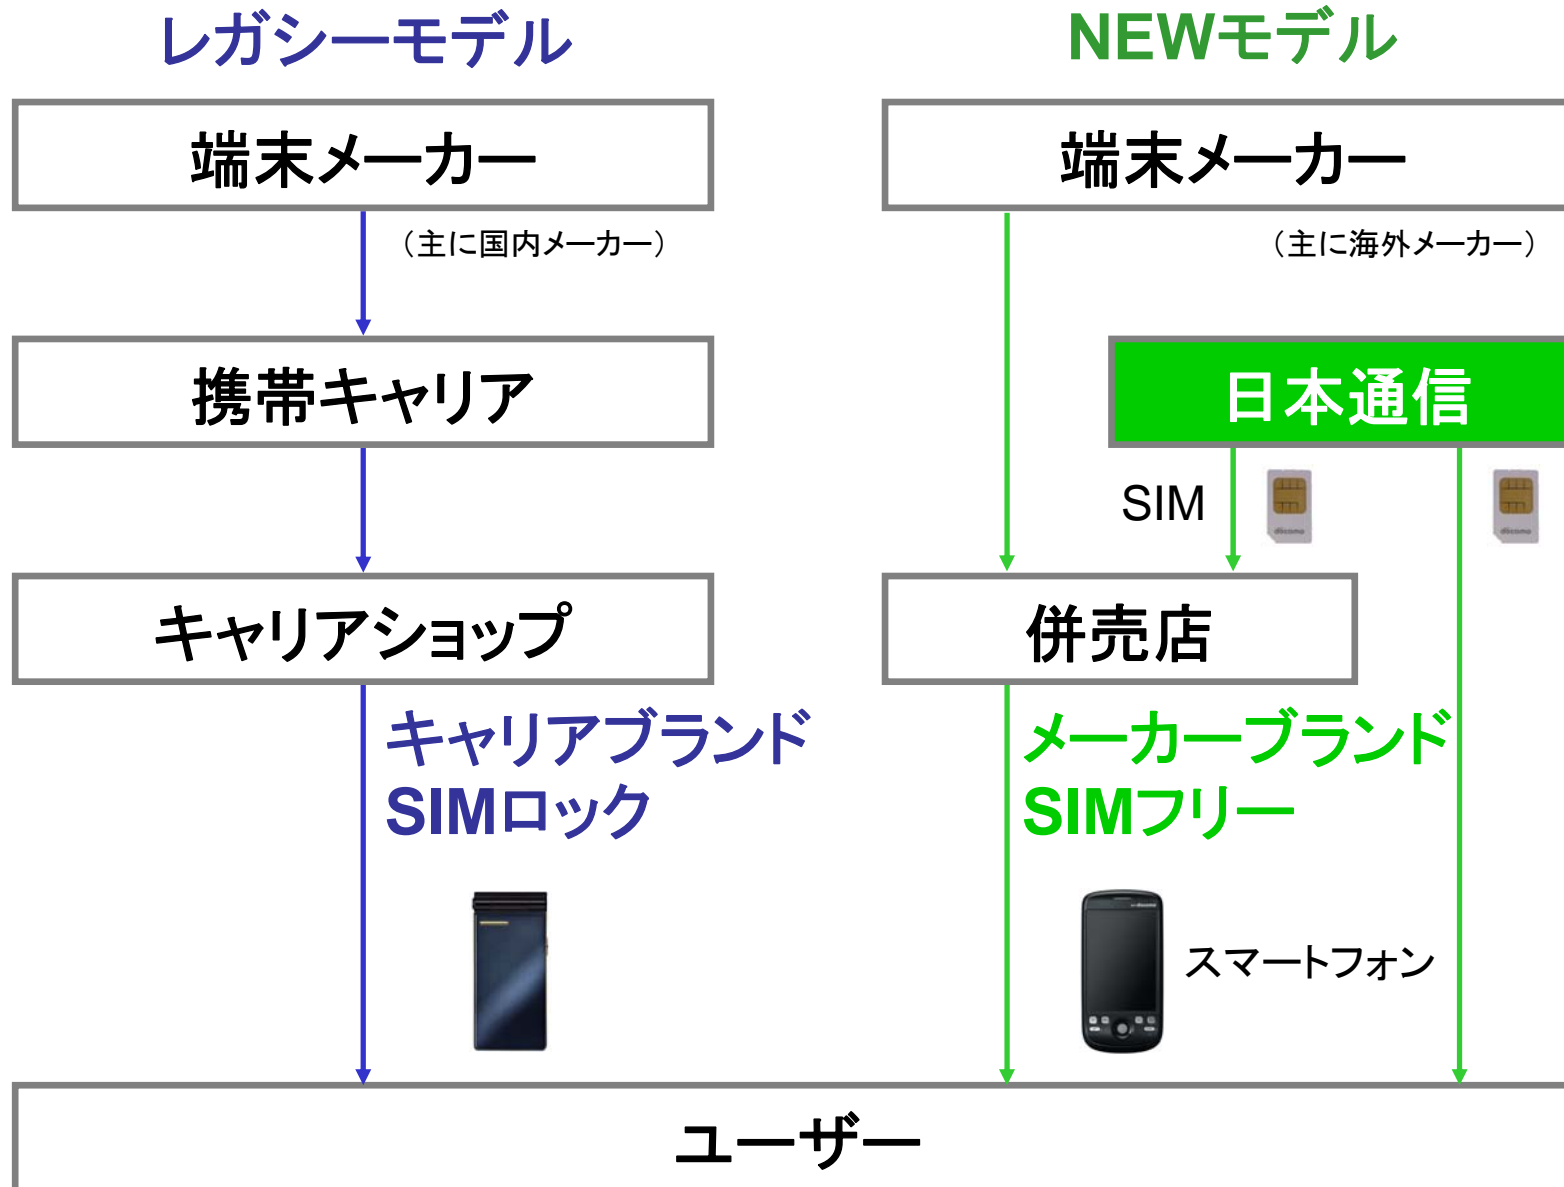 レガシーモデル
NEWモデル
端末メーカー
端末メーカー
（主に国内メーカー）
（主に海外メーカー）
携帯キャリア
日本通信
SIM
döcomo
döcomo
キャリアショップ
併売店
キャリアブランド
SIMロック
メーカーブランド
SIMフリー
スマートフォン
ユーザー